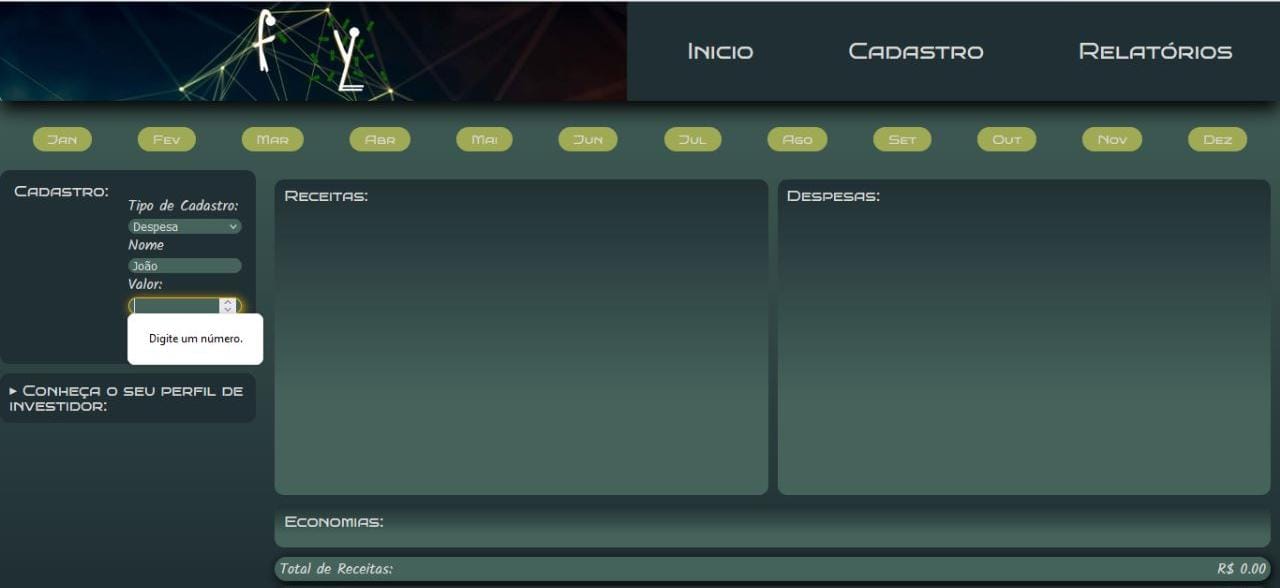 fy
Inicio Cadastro Relatórios
Jan Fev Mar Abr Mai Jun Jul Ago Set Out Nov Dez
Cadastro:
Tipo de Cadastro:
Despesa
Nome
João
Valor:
Digite um número.
▸ Conheça o seu perfil de
investidor:
Receitas:
Despesas:
Economias:
Total de Receitas: R$ 0.00